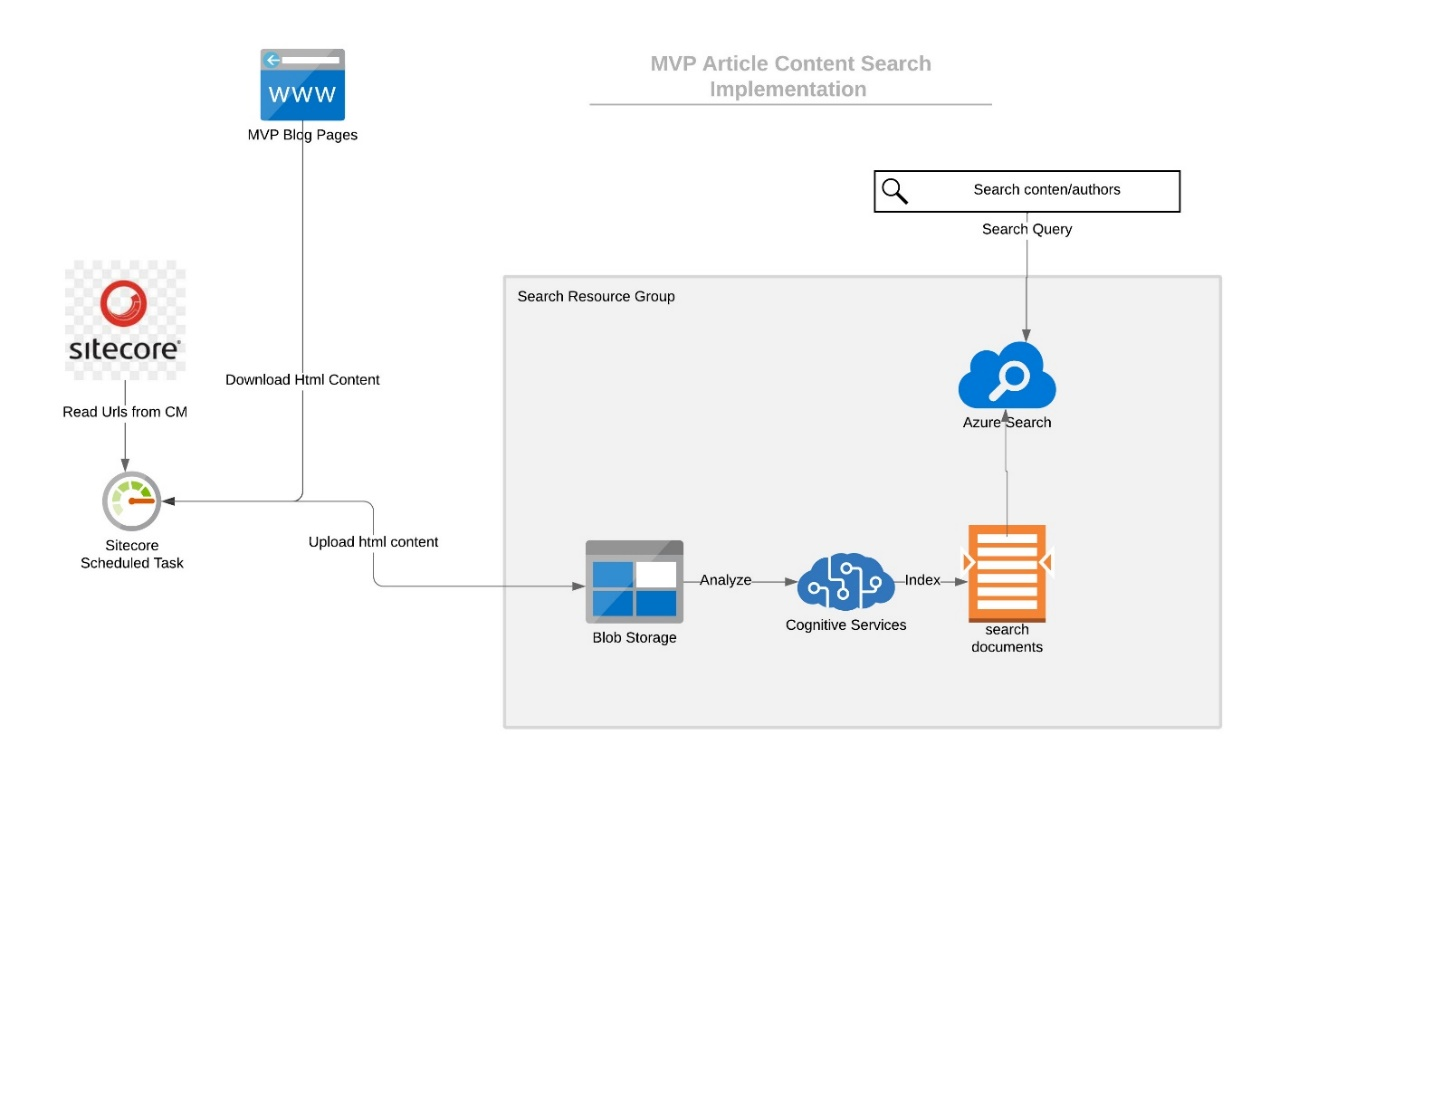 MVP Article Content Search
Implementation
WWW
MVP Blog Pages
Search conten/authors
Search Query
sitecore®
Search Resource Group
Download Html Content
Read Urls from CM
Azure Search
Sitecore
Scheduled Task
Upload html content
Analyze
Index
Blob Storage
Cognitive Services
search
documents